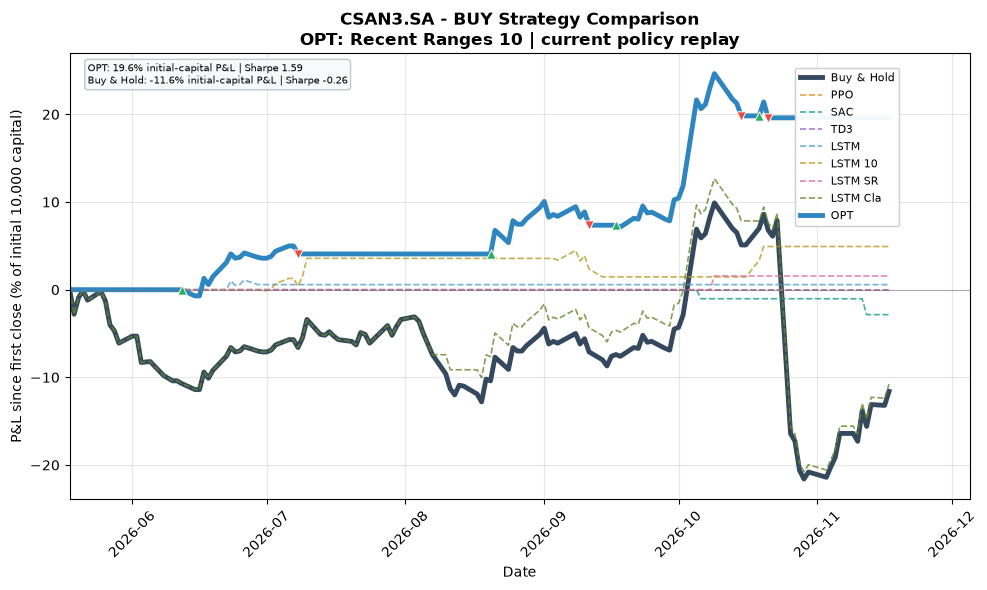 CSAN3.SA - BUY Strategy Comparison
OPT: Recent Ranges 10 | current policy replay
OPT: 19.6% initial-capital P&L | Sharpe 1.59
Buy & Hold: -11.6% initial-capital P&L | Sharpe -0.26
Buy & Hold
PPO
SAC
TD3
LSTM
LSTM 10
LSTM SR
LSTM Cla
OPT
P&L since first close (% of initial 10,000 capital)
20
10
0
−10
−20
2026-06
2026-07
2026-08
2026-09
2026-10
2026-11
2026-12
Date